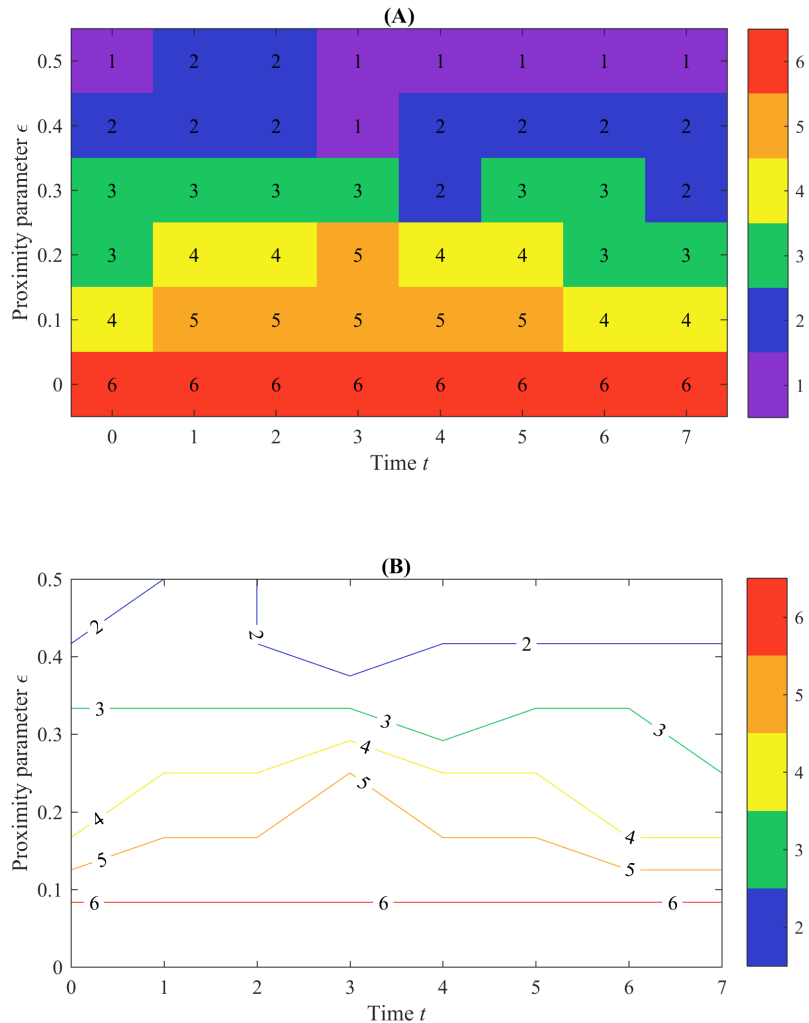 (A)
Proximity parameter ϵ
0.5 1 2 2 1 1 1 1 1
0.4 2 2 2 1 2 2 2 2
0.3 3 3 3 3 2 3 3 2
0.2 3 4 4 5 4 4 3 3
0.1 4 5 5 5 5 5 4 4
0 6 6 6 6 6 6 6 6
0 1 2 3 4 5 6 7
Time t
6
5
4
3
2
1
(B)
Proximity parameter ϵ
0.5
0.4
0.3
0.2
0.1
0
2 2 2
3 3 3
4 4 4
5 5 5
6 6 6
0 1 2 3 4 5 6 7
Time t
6
5
4
3
2